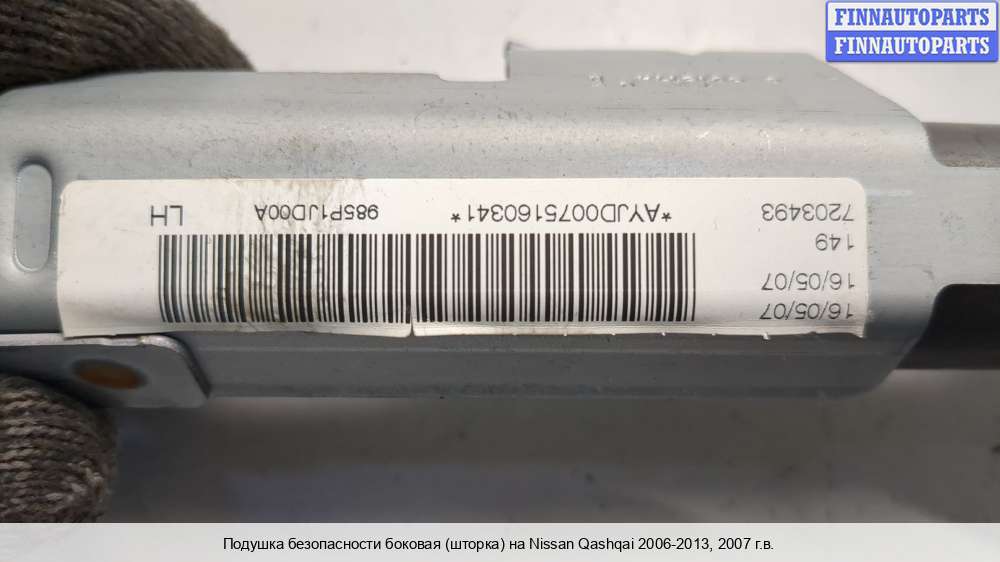 FINNAUTOPARTS
FINNAUTOPARTS
16/05/07
16/05/07
149
7203493
*AYJD0075160341*
985P1JD00A
LH
Подушка безопасности боковая (шторка) на Nissan Qashqai 2006-2013, 2007 г.в.